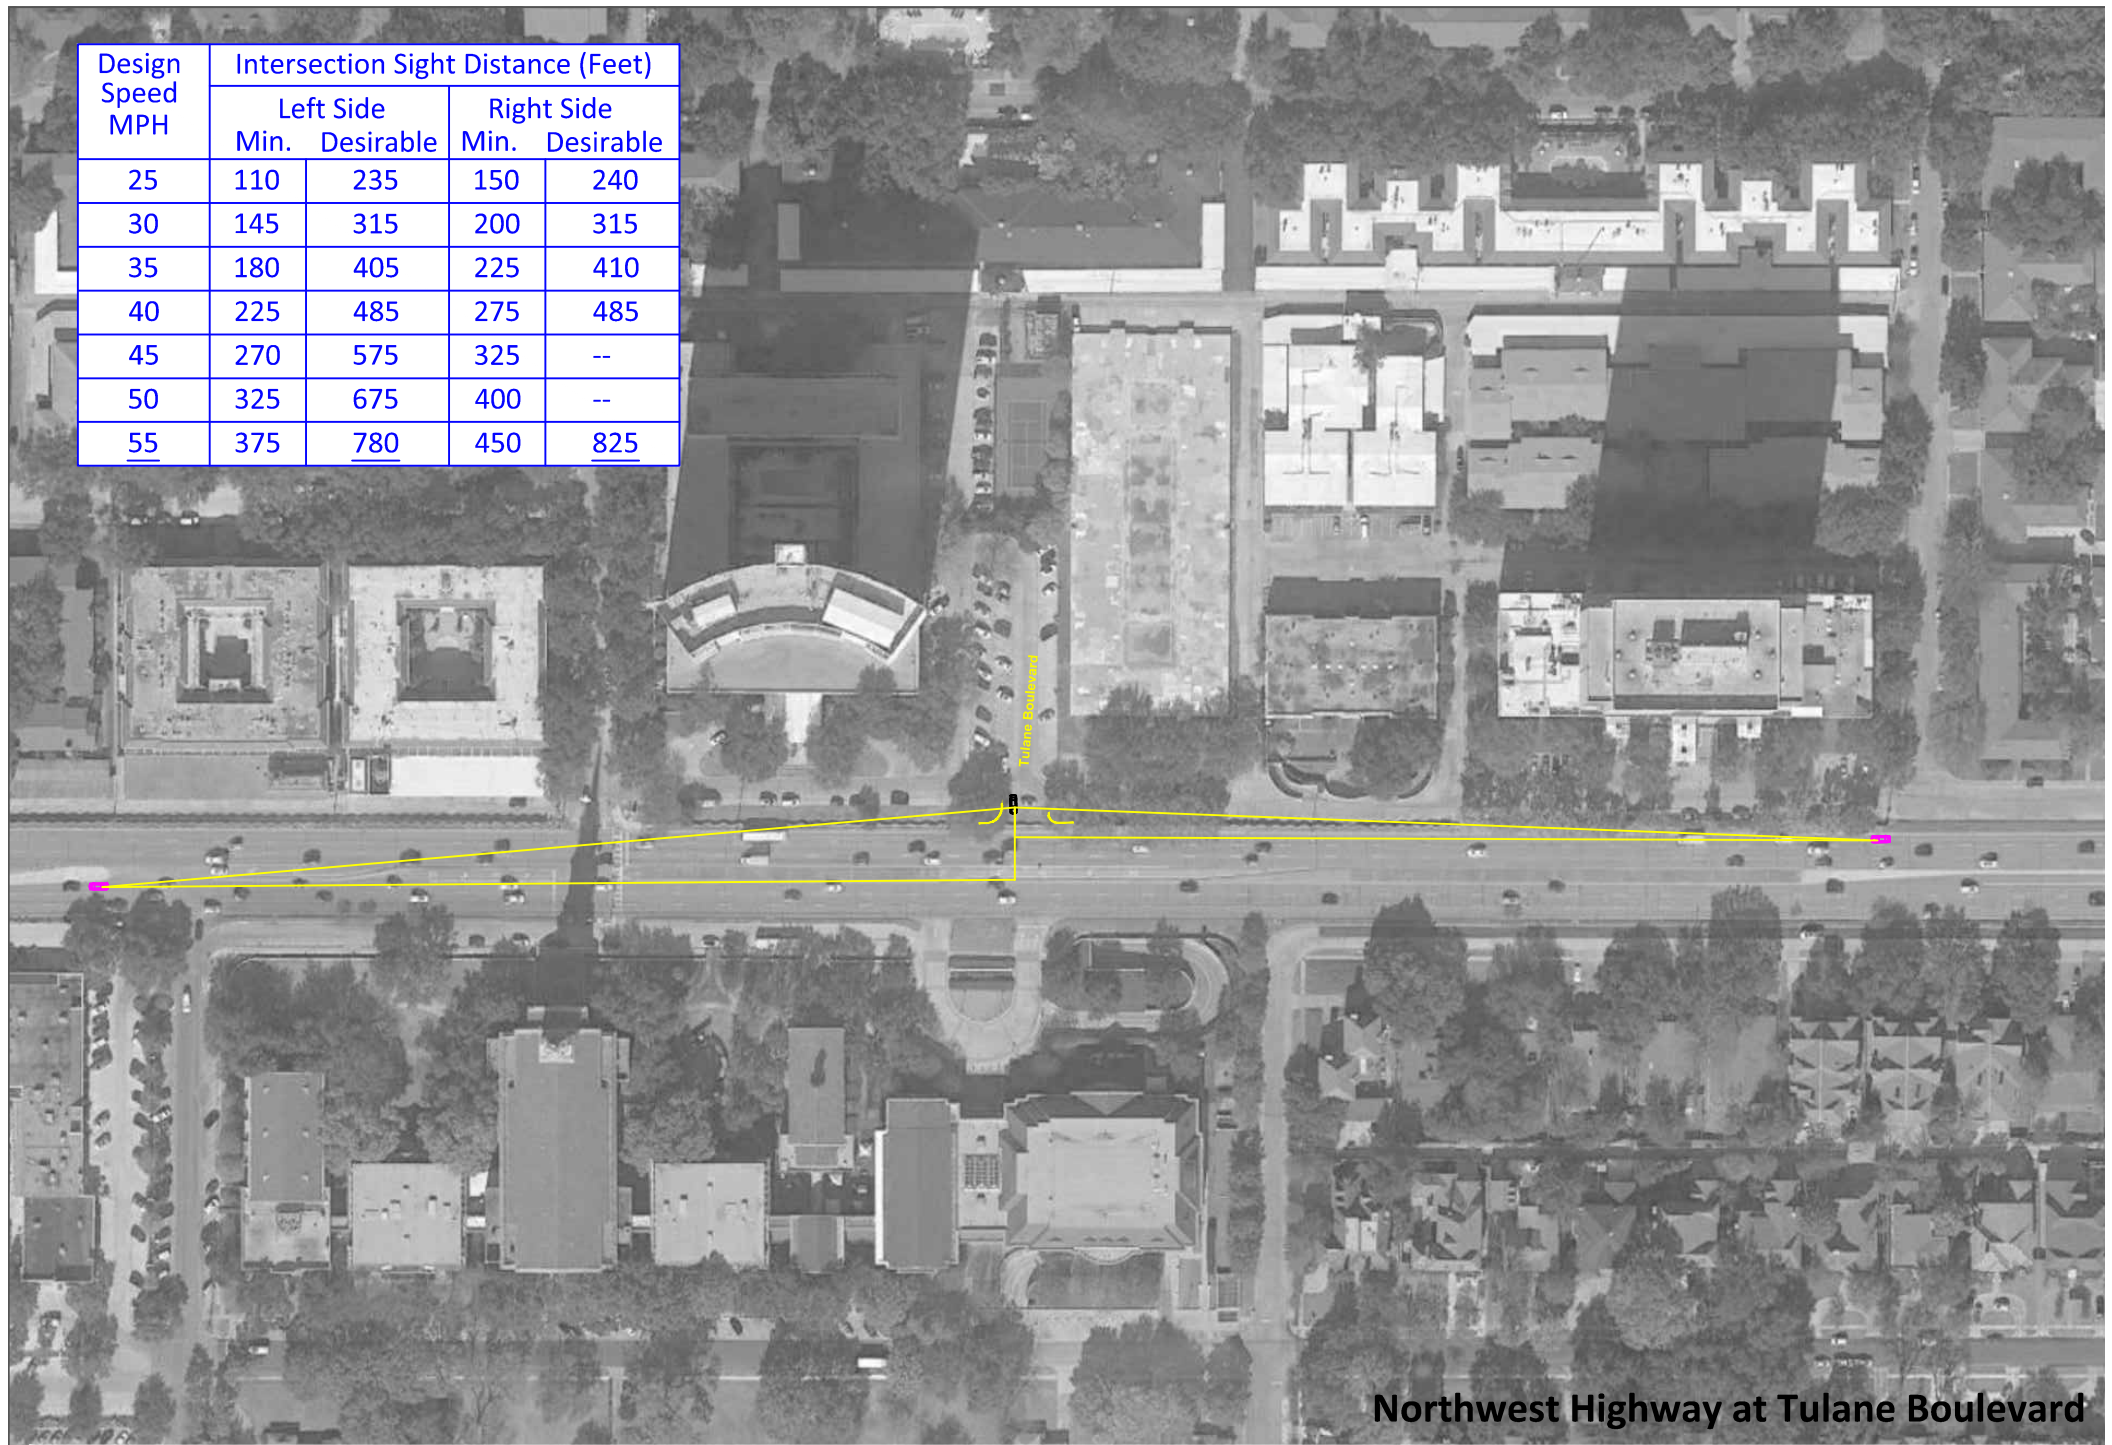 Design Speed MPH
Intersection Sight Distance (Feet)
Left Side Right Side
Min. Desirable Min. Desirable
25 110 235 150 240
30 145 315 200 315
35 180 405 225 410
40 225 485 275 485
45 270 575 325 --
50 325 675 400 --
55 375 780 450 825
Tulane Boulevard
Northwest Highway at Tulane Boulevard